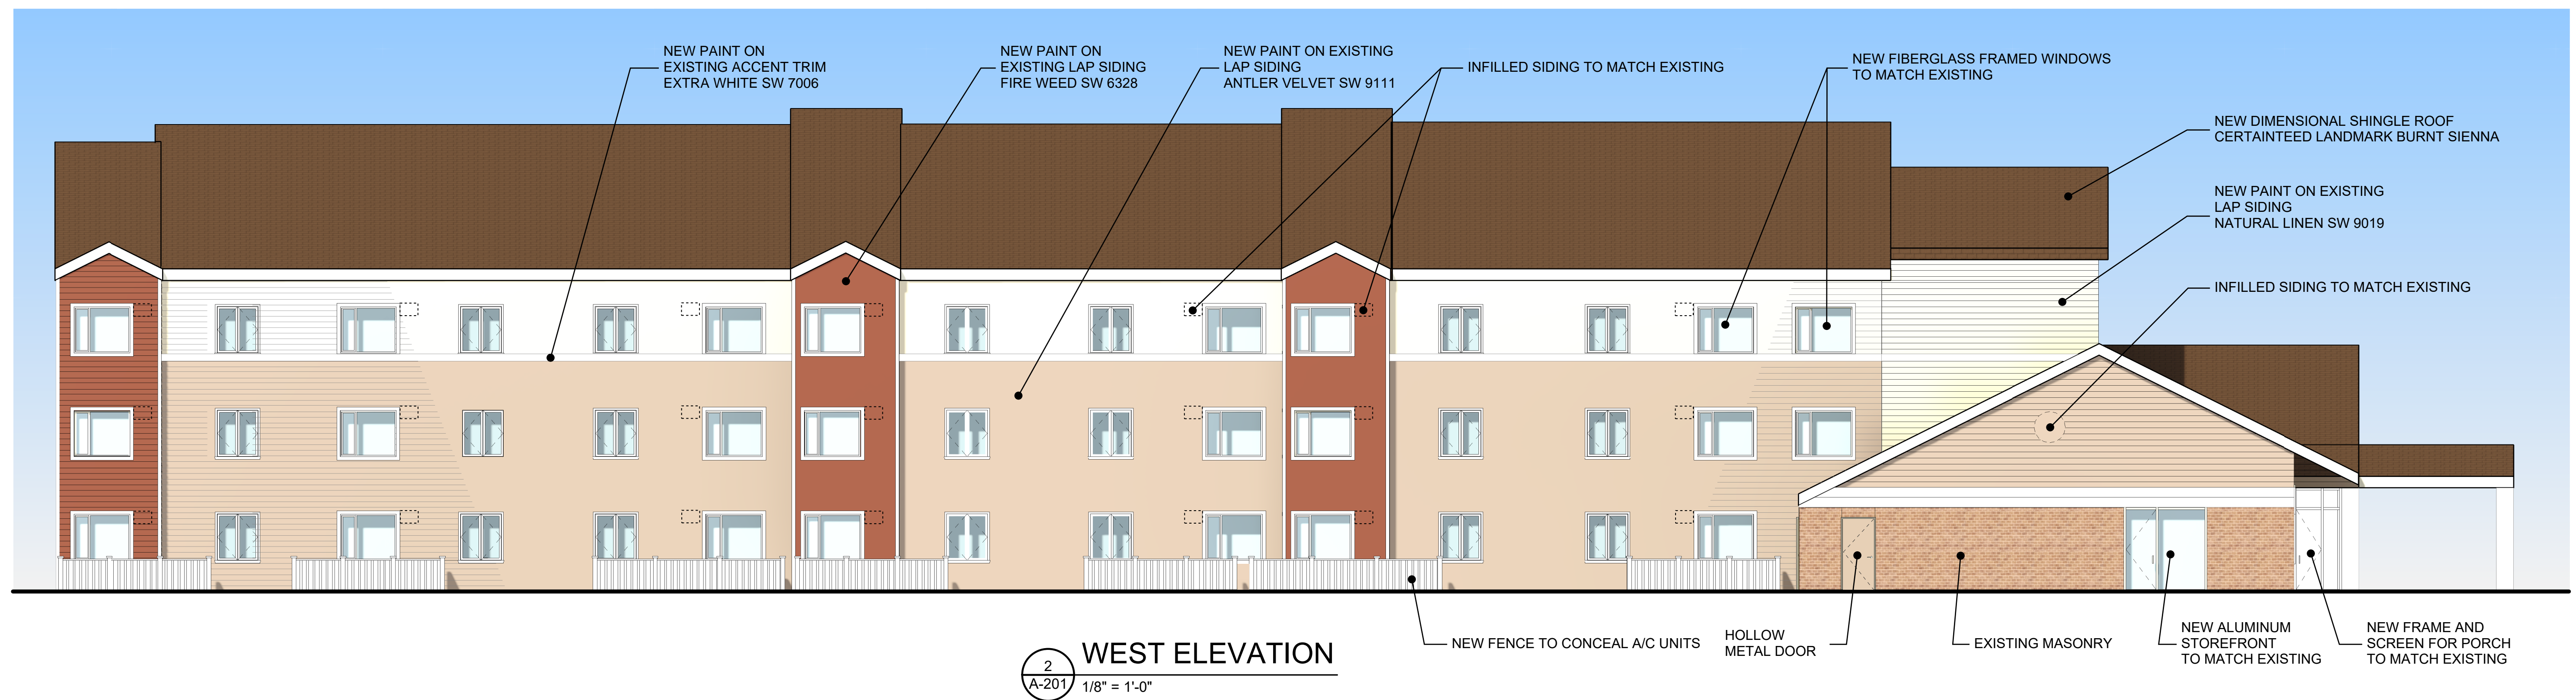 NEW PAINT ON
EXISTING ACCENT TRIM
EXTRA WHITE SW 7006
NEW PAINT ON
EXISTING LAP SIDING
FIRE WEED SW 6328
NEW PAINT ON EXISTING
LAP SIDING
ANTLER VELVET SW 9111
INFILLED SIDING TO MATCH EXISTING
NEW FIBERGLASS FRAMED WINDOWS
TO MATCH EXISTING
NEW DIMENSIONAL SHINGLE ROOF
CERTAINTEED LANDMARK BURNT SIENNA
NEW PAINT ON EXISTING
LAP SIDING
NATURAL LINEN SW 9019
INFILLED SIDING TO MATCH EXISTING
NEW FENCE TO CONCEAL A/C UNITS
HOLLOW
METAL DOOR
EXISTING MASONRY
NEW ALUMINUM
STOREFRONT
TO MATCH EXISTING
NEW FRAME AND
SCREEN FOR PORCH
TO MATCH EXISTING
2
A-201
WEST ELEVATION
1/8" = 1'-0"